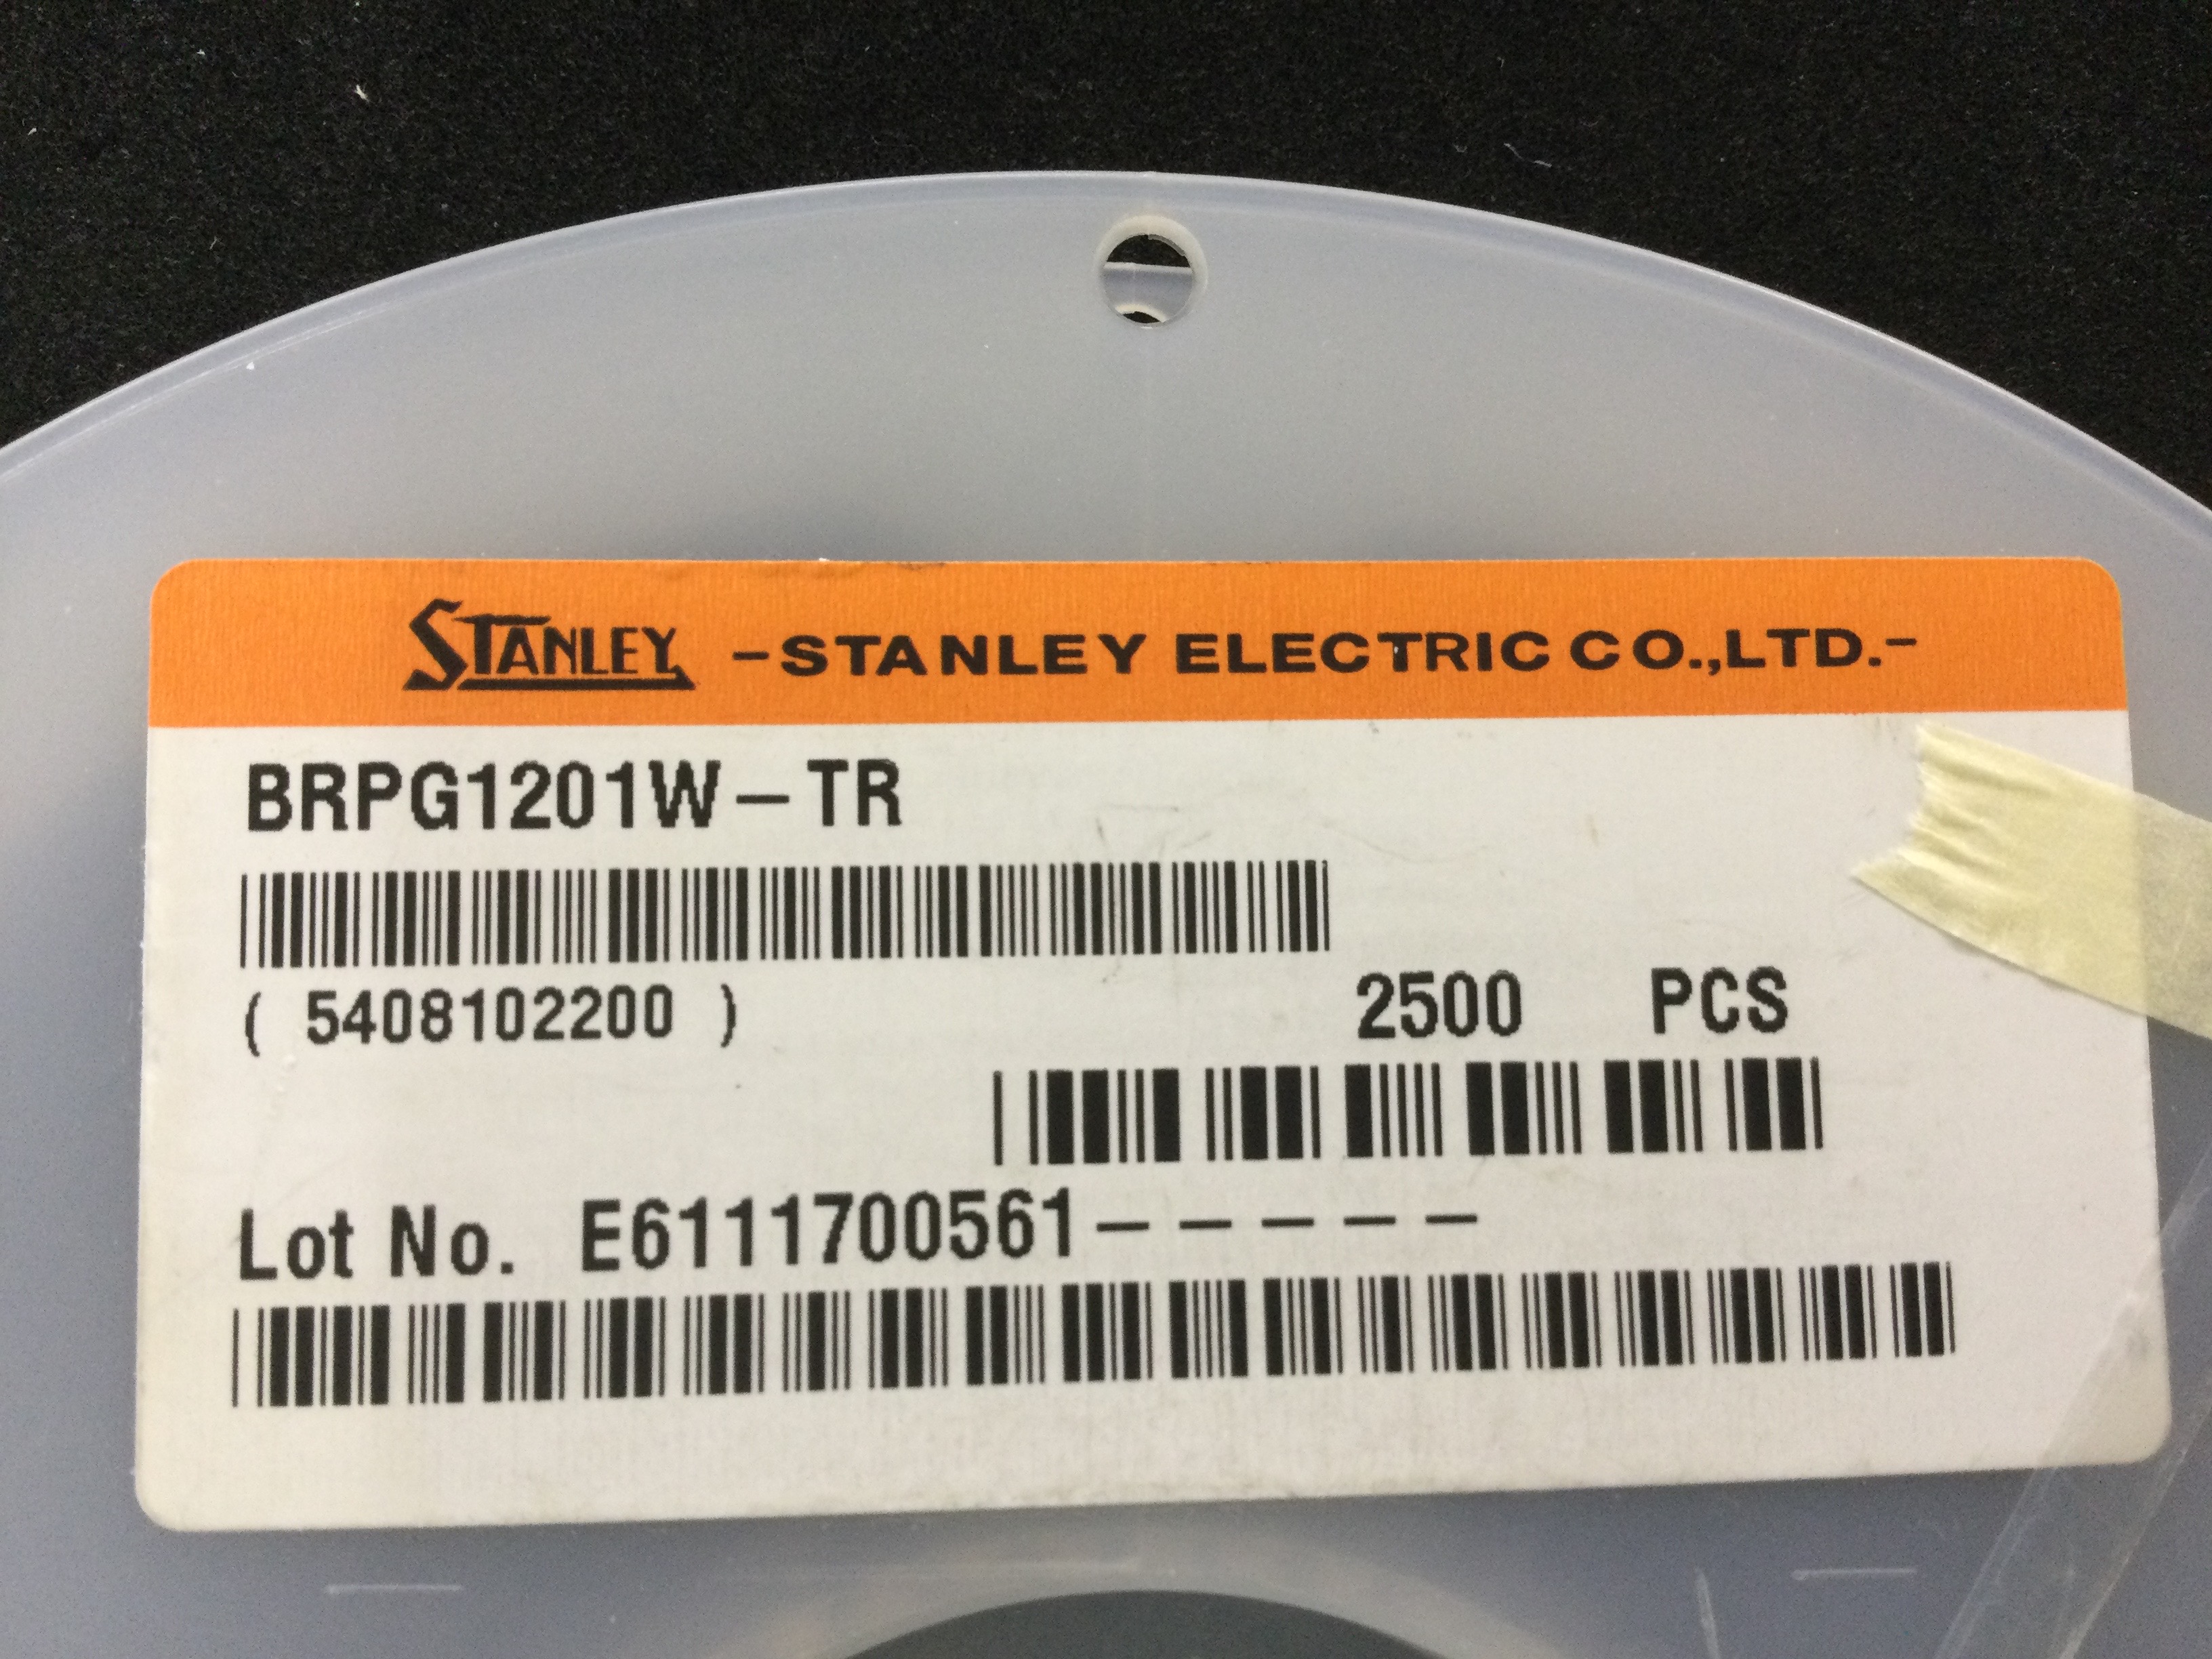 STANLEY -STANLEY ELECTRIC CO.,LTD.-
BRPG1201W-TR
( 5408102200 )
2500 PCS
Lot No. E6111700561-----